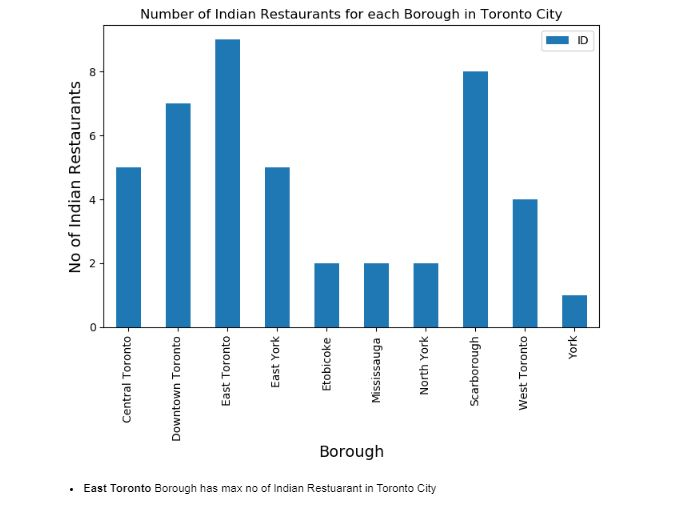 Number of Indian Restaurants for each Borough in Toronto City
ID
No of Indian Restaurants
8
6
4
2
0
Central Toronto
Downtown Toronto
East Toronto
East York
Etobicoke
Mississauga
North York
Scarborough
West Toronto
York
Borough
• East Toronto Borough has max no of Indian Restuarant in Toronto City